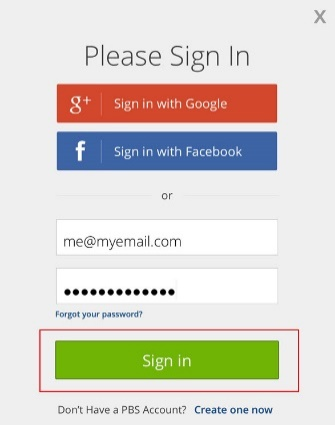 X
Please Sign In
g+ Sign in with Google
f Sign in with Facebook
or
me@myemail.com
•••••••••••••
Forgot your password?
Sign in
Don't Have a PBS Account? Create one now